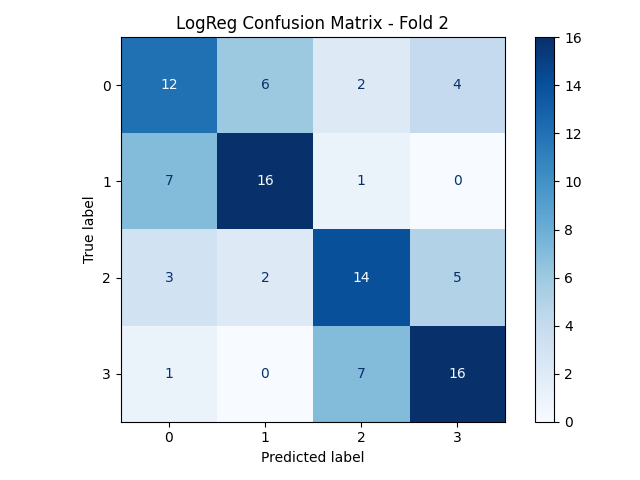 LogReg Confusion Matrix - Fold 2
0 12 6 2 4
1 7 16 1 0
2 3 2 14 5
3 1 0 7 16
0 1 2 3
Predicted label
True label
16
14
12
10
8
6
4
2
0